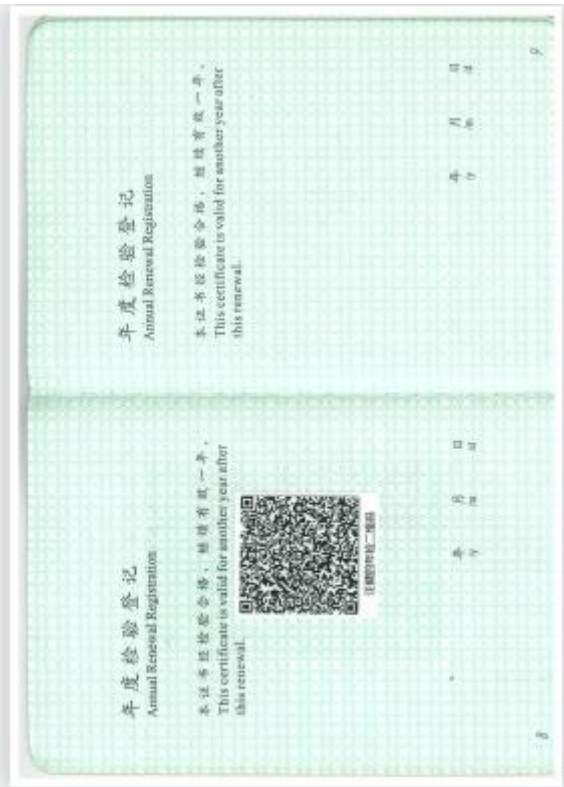 年度检验登记
Annual Renewal Registration
本证书经检验合格，继续有效一年。
This certificate is valid for another year after
this renewal.
年 月 日
/y /m /d
8
年度检验登记
Annual Renewal Registration
本证书经检验合格，继续有效一年。
This certificate is valid for another year after
this renewal.
年 月 日
/y /m /d
9